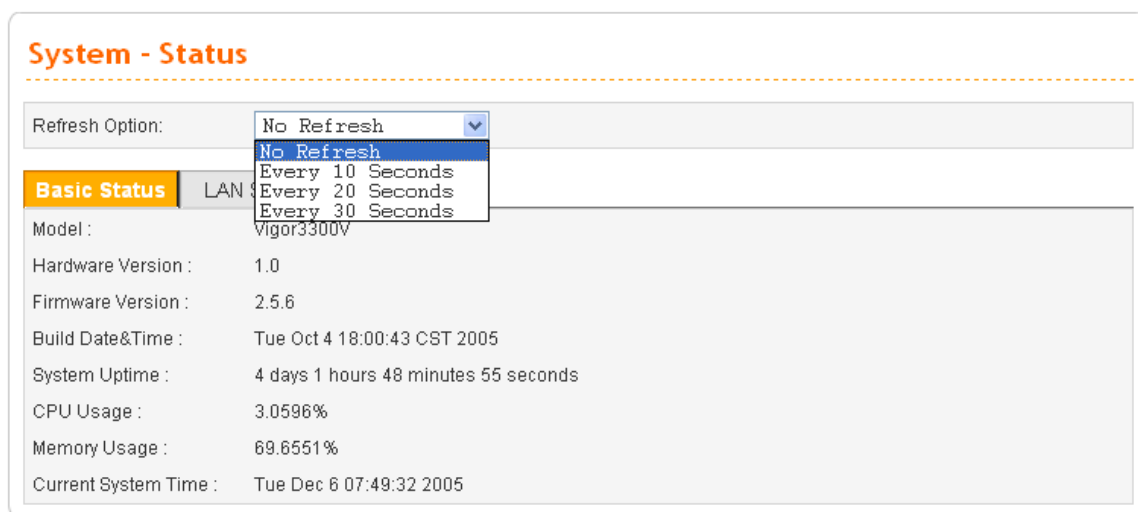 System - Status
Refresh Option: No Refresh
No Refresh
Every 10 Seconds
Every 20 Seconds
Every 30 Seconds
Basic Status LAN
Model : Vigor3300V
Hardware Version : 1.0
Firmware Version : 2.5.6
Build Date&Time : Tue Oct 4 18:00:43 CST 2005
System Uptime : 4 days 1 hours 48 minutes 55 seconds
CPU Usage : 3.0596%
Memory Usage : 69.6551%
Current System Time : Tue Dec 6 07:49:32 2005